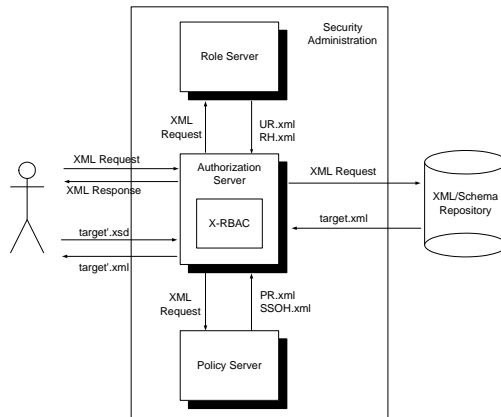 Security
Administration
Role Server
XML
Request
UR.xml
RH.xml
XML Request
XML Response
Authorization
Server
X-RBAC
XML Request
target.xml
XML/Schema
Repository
target'.xsd
target'.xml
XML
Request
PR.xml
SSOH.xml
Policy Server